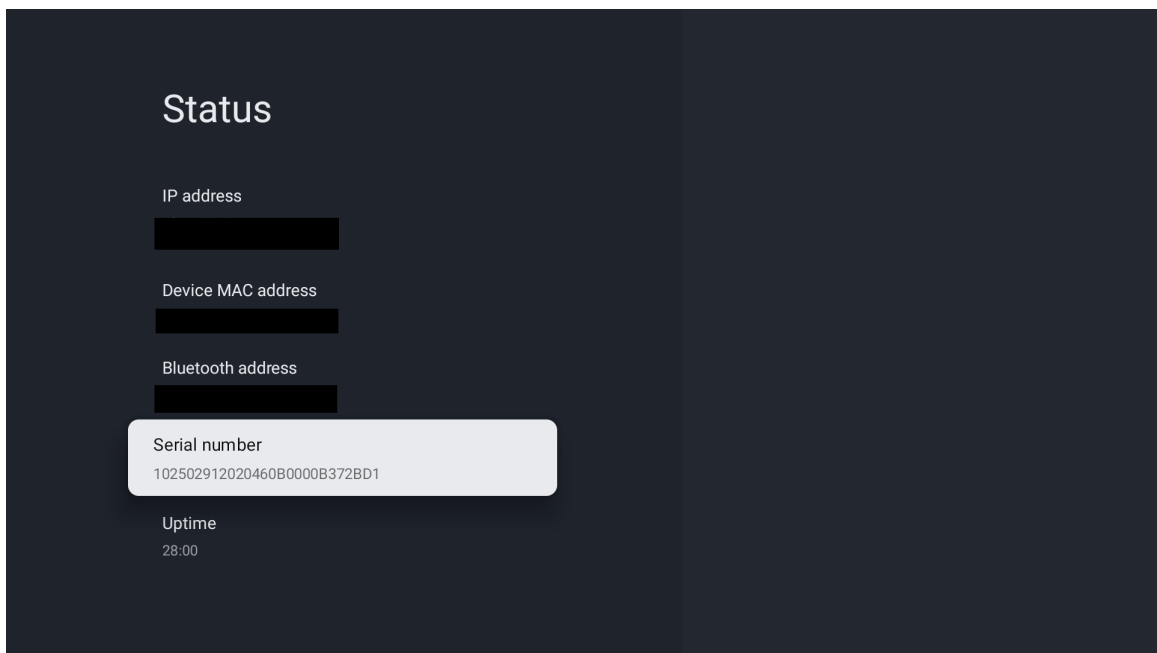 Status
IP address
Device MAC address
Bluetooth address
Serial number
102502912020460B0000B372BD1
Uptime
28:00